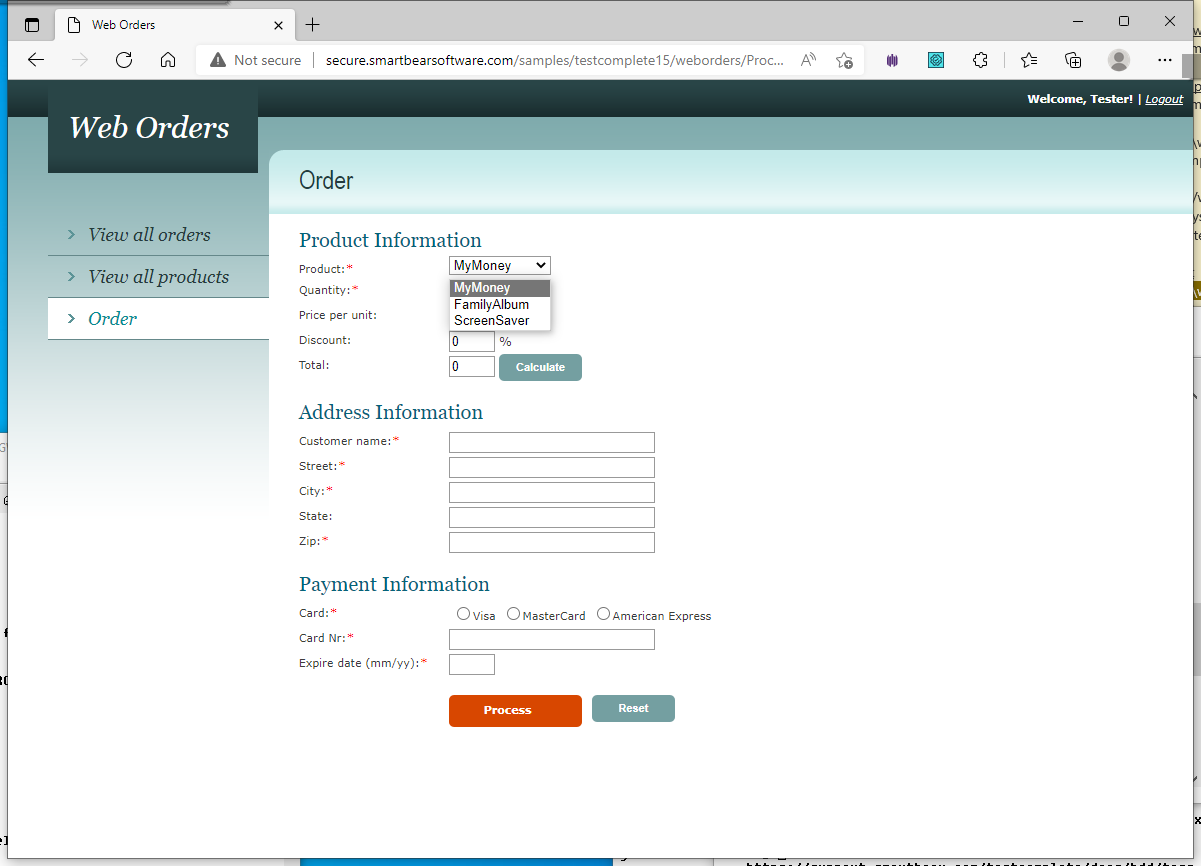 Web Orders
Not secure secure.smartbearsoftware.com/samples/testcomplete15/weborders/Proc...
Welcome, Tester! | Logout
Web Orders
Order
> View all orders
> View all products
> Order
Product Information
Product:* MyMoney
MyMoney
FamilyAlbum
ScreenSaver
Quantity:*
Price per unit:
Discount: 0 %
Total: 0 Calculate
Address Information
Customer name:*
Street:*
City:*
State:
Zip:*
Payment Information
Card:* Visa MasterCard American Express
Card Nr:*
Expire date (mm/yy):*
Process Reset